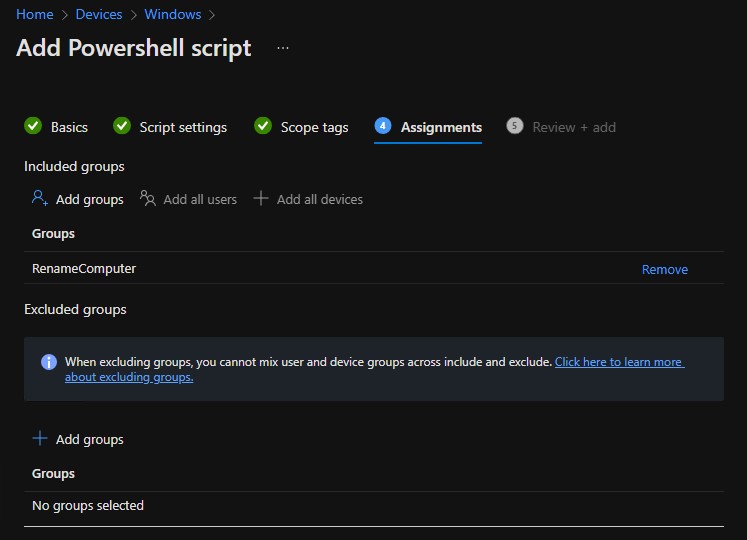 Home > Devices > Windows >
Add Powershell script ...
Basics Script settings Scope tags 4 Assignments 5 Review + add
Included groups
Add groups Add all users Add all devices
Groups
RenameComputer Remove
Excluded groups
When excluding groups, you cannot mix user and device groups across include and exclude. Click here to learn more
about excluding groups.
Add groups
Groups
No groups selected